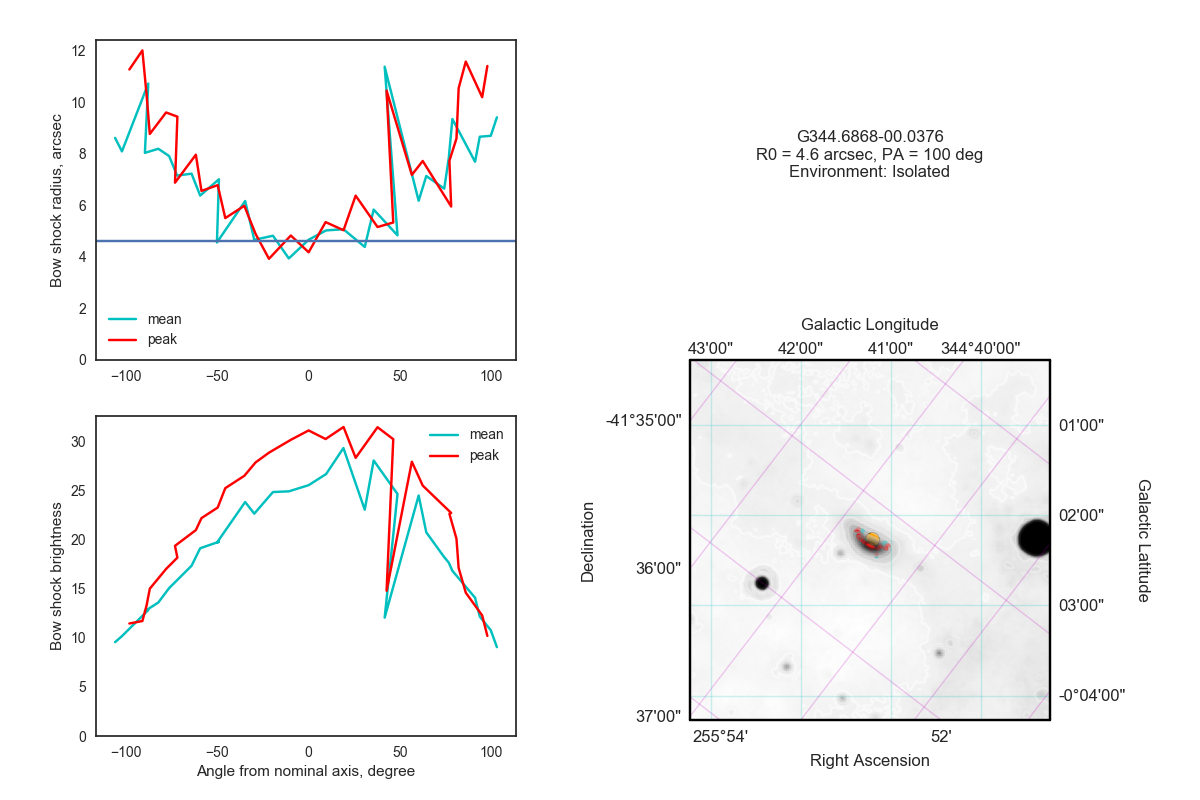 12
10
8
6
4
2
0
Bow shock radius, arcsec
mean
peak
−100
−50
0
50
100
30
25
20
15
10
5
0
Bow shock brightness
mean
peak
−100
−50
0
50
100
Angle from nominal axis, degree
G344.6868-00.0376
R0 = 4.6 arcsec, PA = 100 deg
Environment: Isolated
Galactic Longitude
43'00" 42'00" 41'00" 344°40'00"
-41°35'00"
36'00"
37'00"
Declination
01'00"
02'00"
03'00"
-0°04'00"
Galactic Latitude
255°54' 52'
Right Ascension